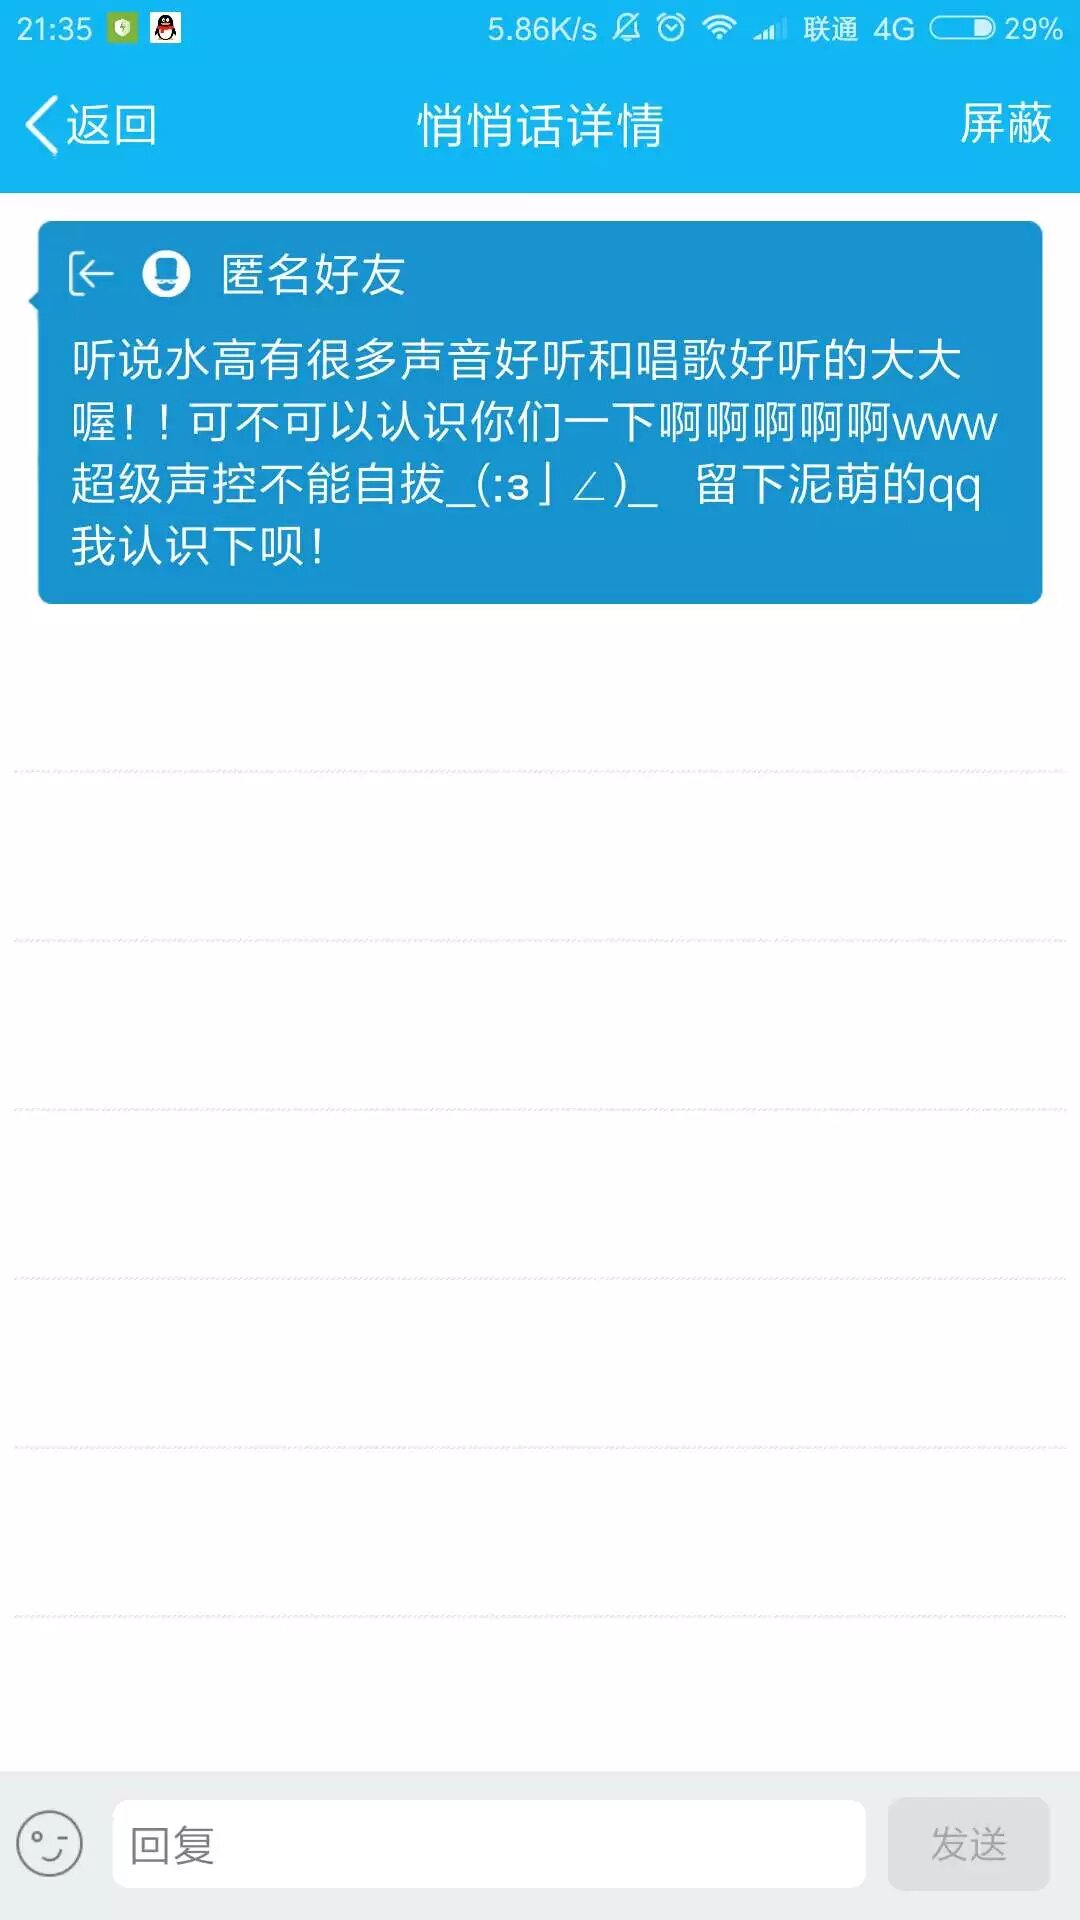 21:35 5.86K/s 联通 4G 29%
返回 悄悄话详情 屏蔽
匿名好友
听说水高有很多声音好听和唱歌好听的大大
喔！！可不可以认识你们一下啊啊啊啊啊www
超级声控不能自拔_(:з」∠)_ 留下泥萌的qq
我认识下呗！
回复 发送